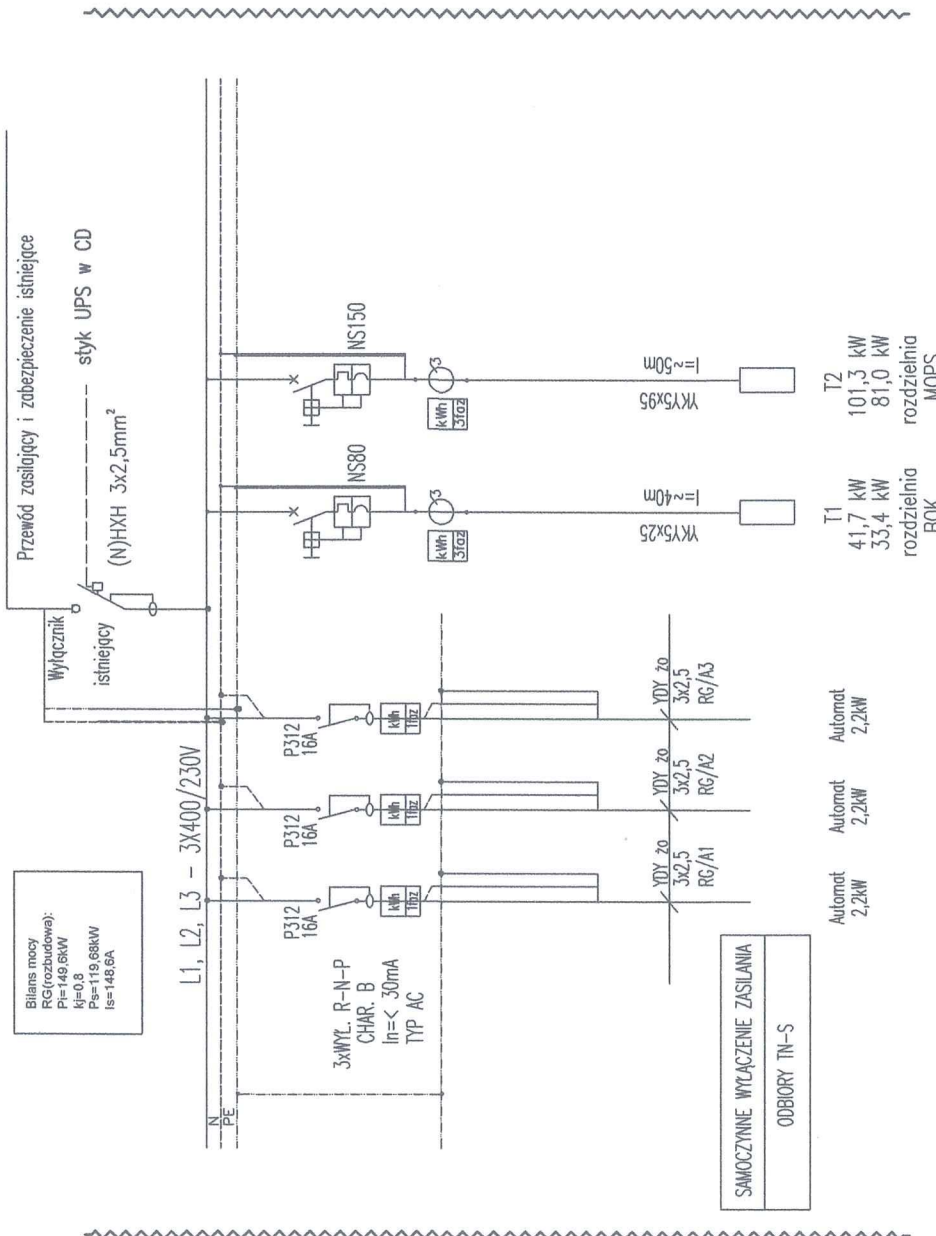 Przewód zasilający i zabezpieczenie istniejące
styk UPS w CD
(N)HXH 3x2,5mm²
Wyłącznik
istniejący
Bilans mocy
RG(rozbudowa):
Pi=149,6kW
kj=0,8
Ps=119,68kW
Is=148,6A
L1, L2, L3 – 3X400/230V
N
PE
3xWYŁ. R-N-P
CHAR. B
In=< 30mA
TYP AC
P312
16A
kWh
1faz
P312
16A
kWh
1faz
P312
16A
kWh
1faz
NS80
kWh
3faz
3
NS150
kWh
3faz
3
YDY żo
3x2,5
RG/A1
YDY żo
3x2,5
RG/A2
YDY żo
3x2,5
RG/A3
YKY5x25
l=~40m
YKY5x95
l=~50m
Automat
2,2kW
Automat
2,2kW
Automat
2,2kW
T1
41,7 kW
33,4 kW
rozdzielnia
BOK
T2
101,3 kW
81,0 kW
rozdzielnia
MOPS
SAMOCZYNNE WYŁĄCZENIE ZASILANIA
ODBIORY TN-S